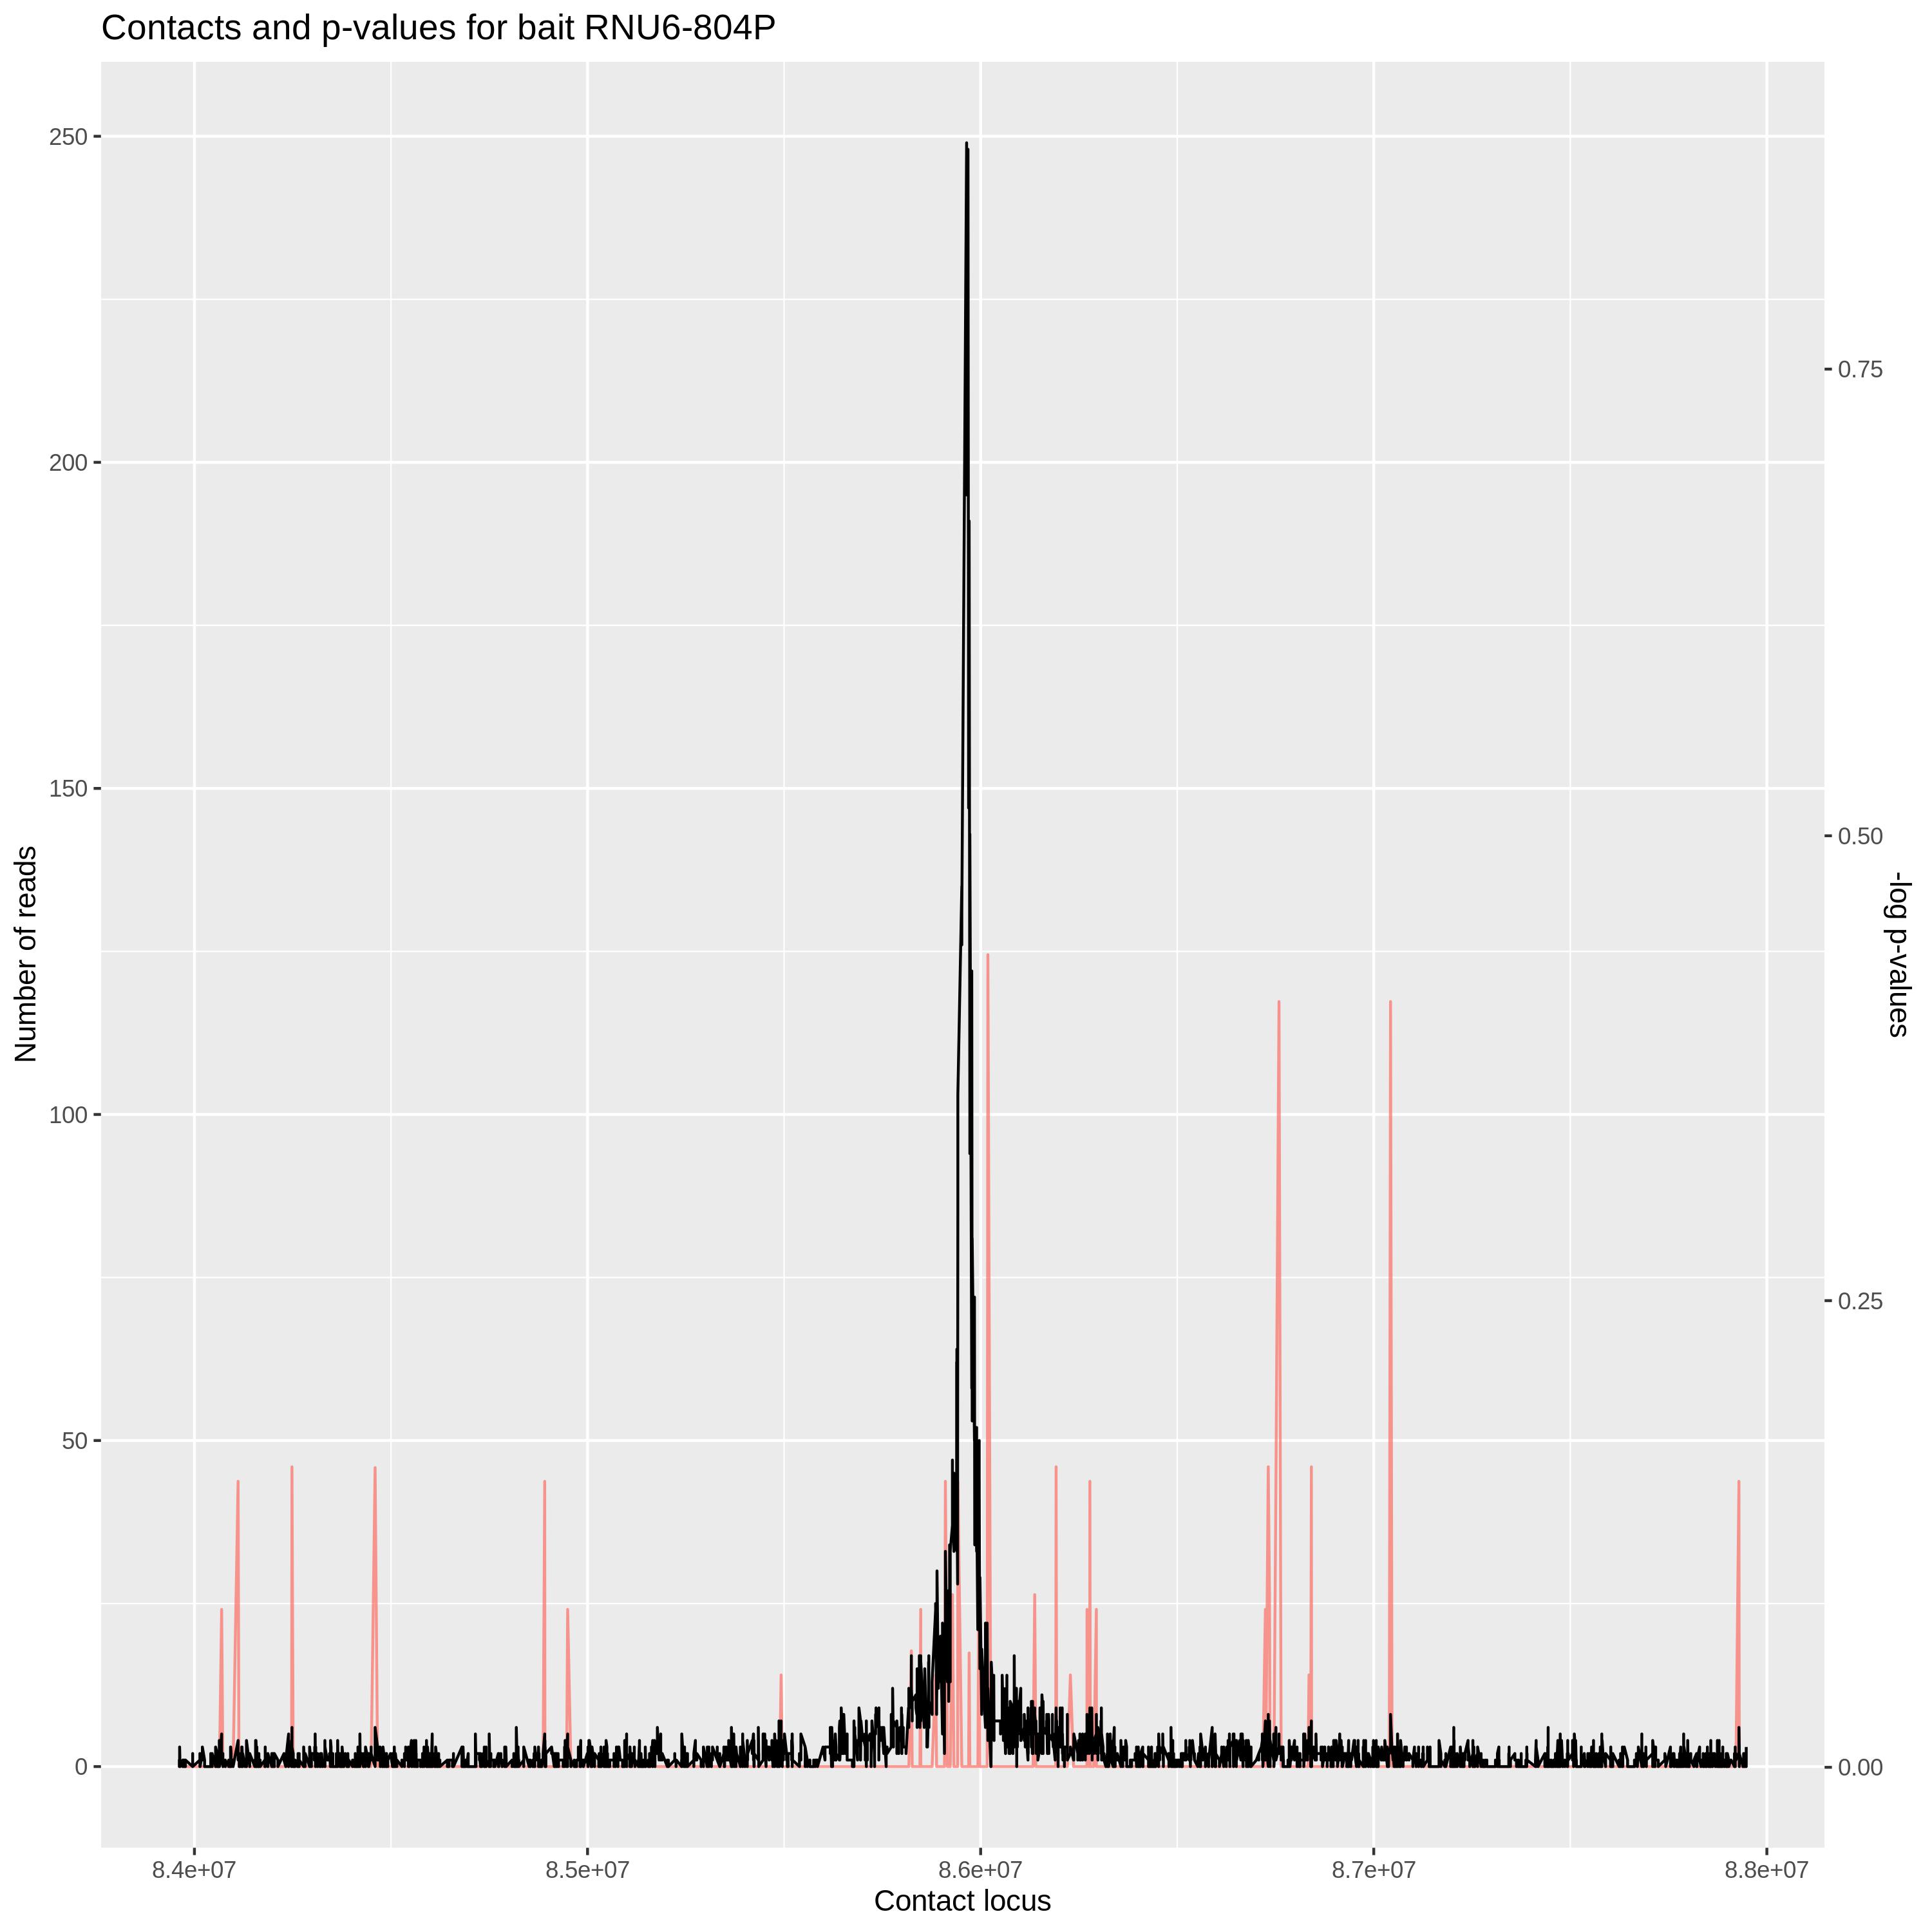 Contacts and p-values for bait RNU6-804P
250
200
150
100
50
0
Number of reads
0.75
0.50
0.25
0.00
-log p-values
8.4e+07
8.5e+07
8.6e+07
8.7e+07
8.8e+07
Contact locus